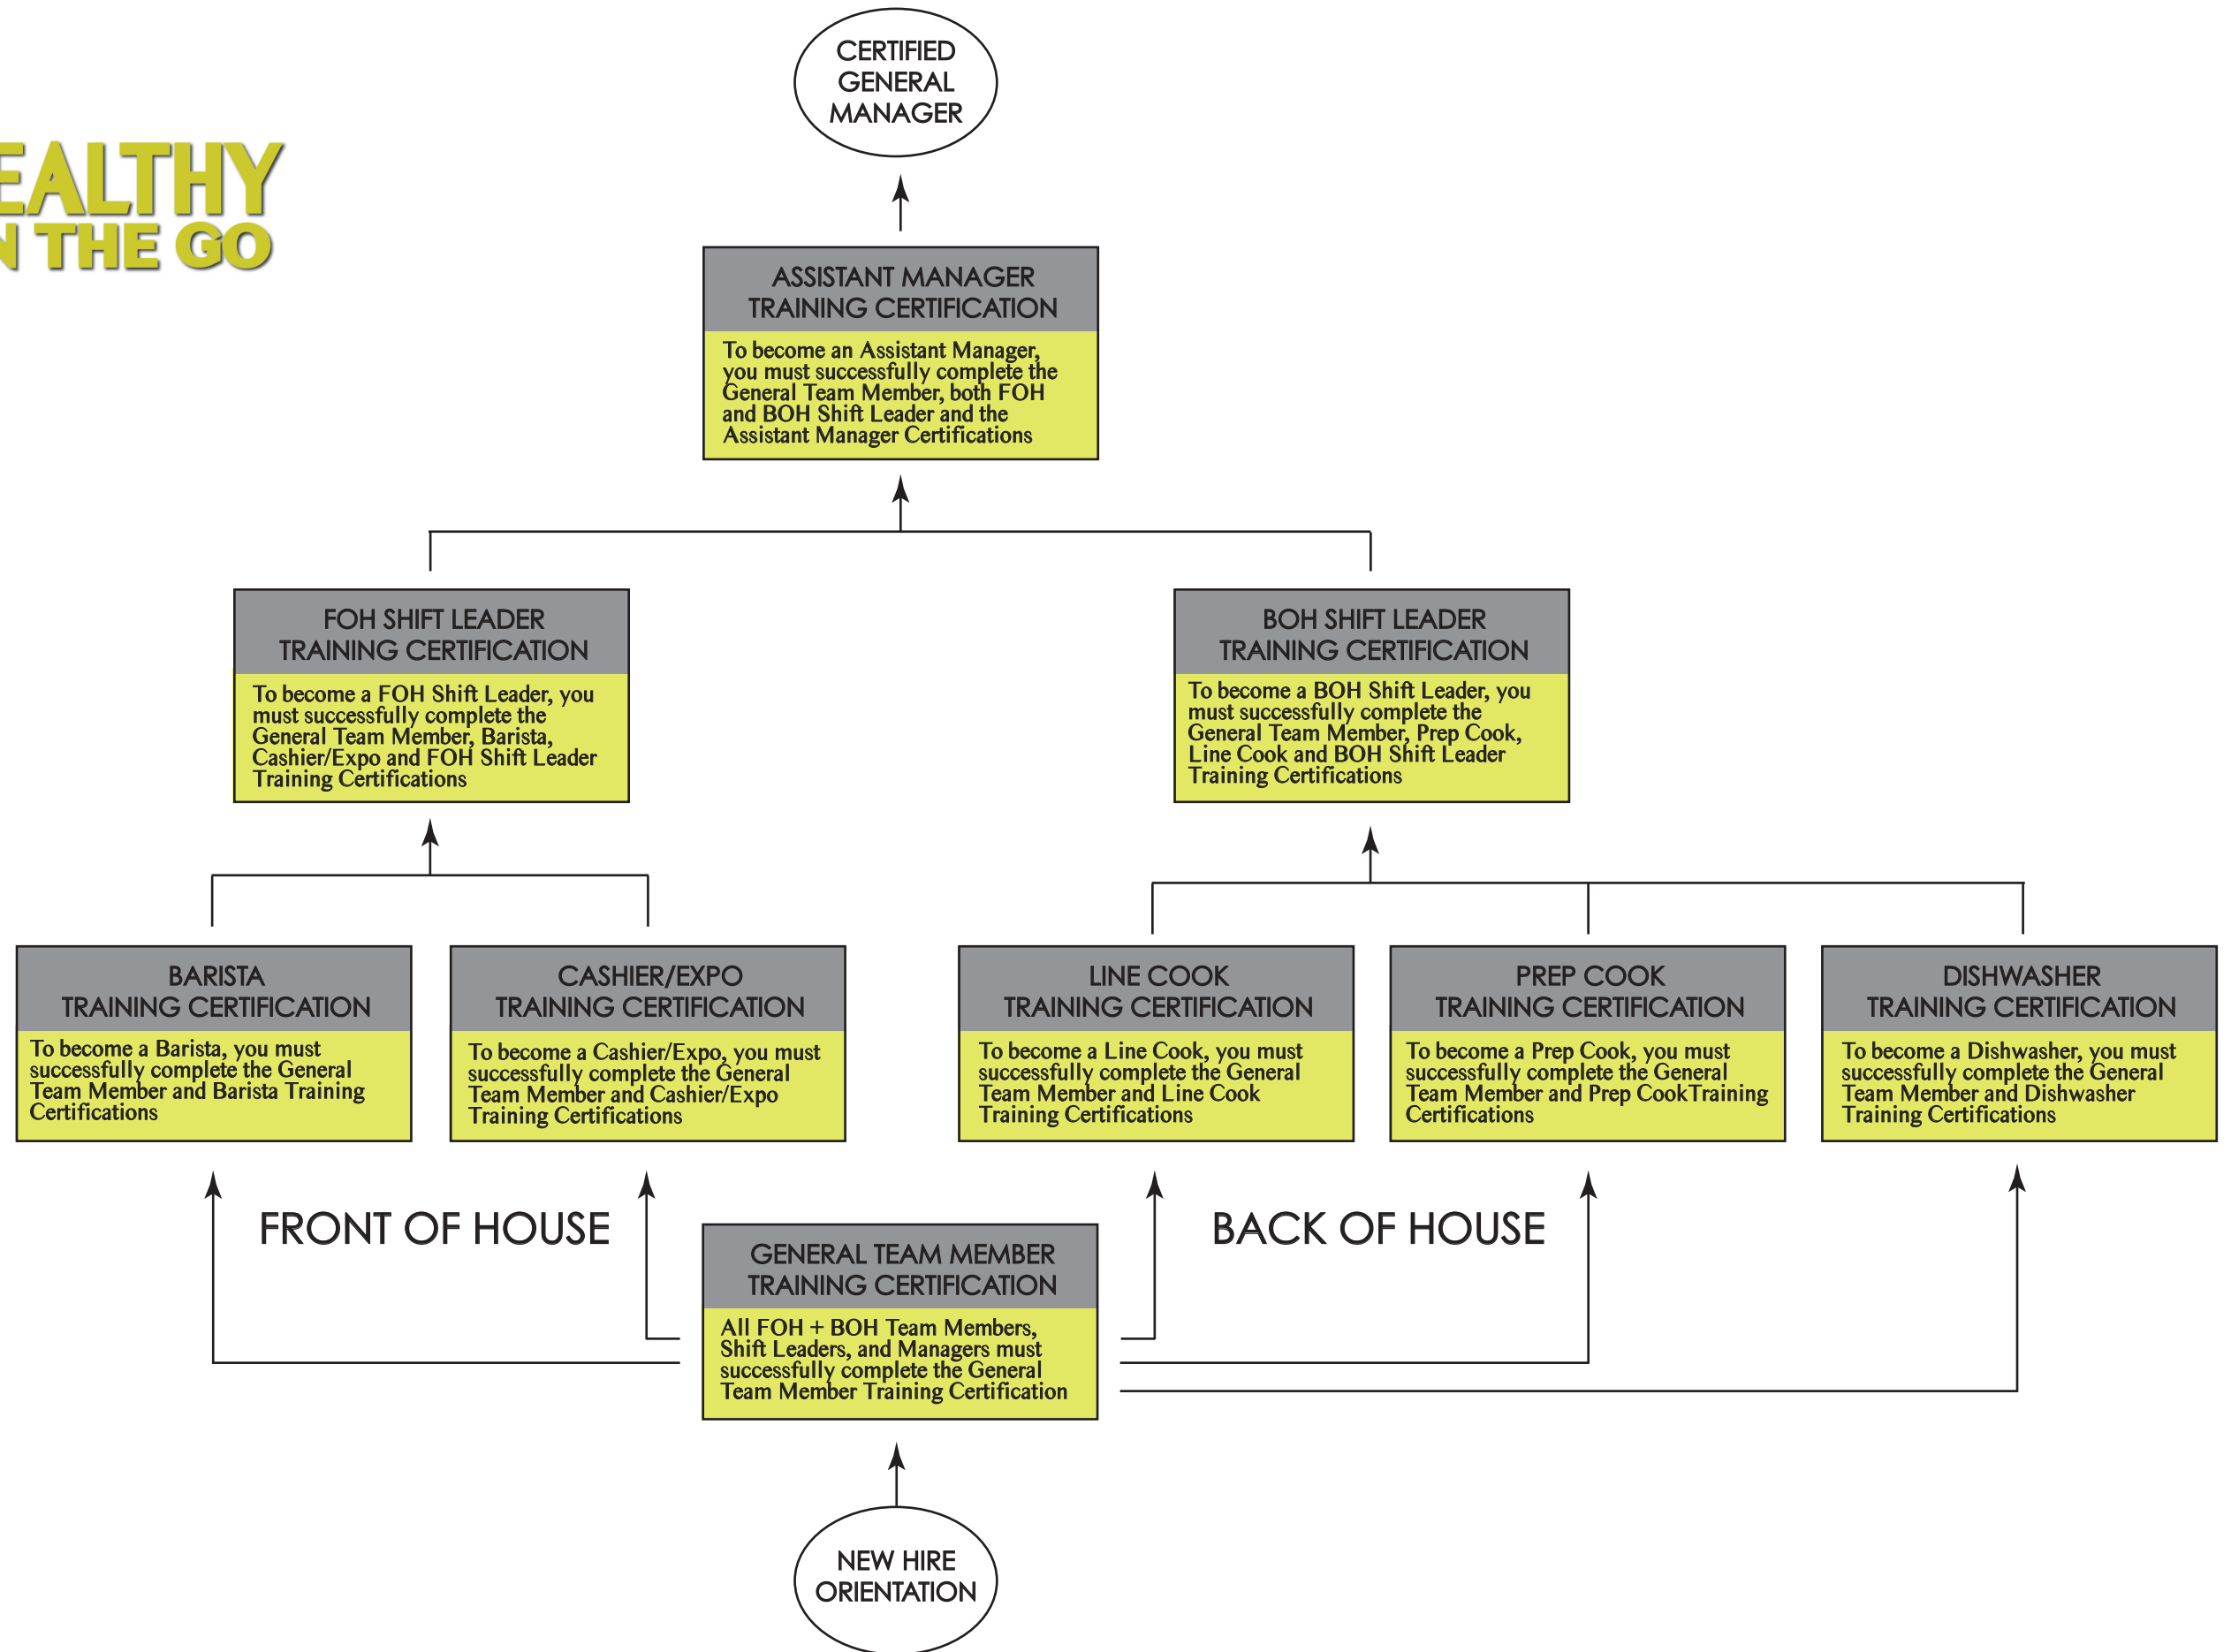 CERTIFIED
GENERAL
MANAGER
EALTHY
N THE GO
ASSISTANT MANAGER
TRAINING CERTIFICATION
To become an Assistant Manager,
you must successfully complete the
General Team Member, both FOH
and BOH Shift Leader and the
Assistant Manager Certifications
FOH SHIFT LEADER
TRAINING CERTIFICATION
To become a FOH Shift Leader, you
must successfully complete the
General Team Member, Barista,
Cashier/Expo and FOH Shift Leader
Training Certifications
BOH SHIFT LEADER
TRAINING CERTIFICATION
To become a BOH Shift Leader, you
must successfully complete the
General Team Member, Prep Cook,
Line Cook and BOH Shift Leader
Training Certifications
BARISTA
TRAINING CERTIFICATION
To become a Barista, you must
successfully complete the General
Team Member and Barista Training
Certifications
CASHIER/EXPO
TRAINING CERTIFICATION
To become a Cashier/Expo, you must
successfully complete the General
Team Member and Cashier/Expo
Training Certifications
LINE COOK
TRAINING CERTIFICATION
To become a Line Cook, you must
successfully complete the General
Team Member and Line Cook
Training Certifications
PREP COOK
TRAINING CERTIFICATION
To become a Prep Cook, you must
successfully complete the General
Team Member and Prep CookTraining
Certifications
DISHWASHER
TRAINING CERTIFICATION
To become a Dishwasher, you must
successfully complete the General
Team Member and Dishwasher
Training Certifications
FRONT OF HOUSE
BACK OF HOUSE
GENERAL TEAM MEMBER
TRAINING CERTIFICATION
All FOH + BOH Team Members,
Shift Leaders, and Managers must
successfully complete the General
Team Member Training Certification
NEW HIRE
ORIENTATION